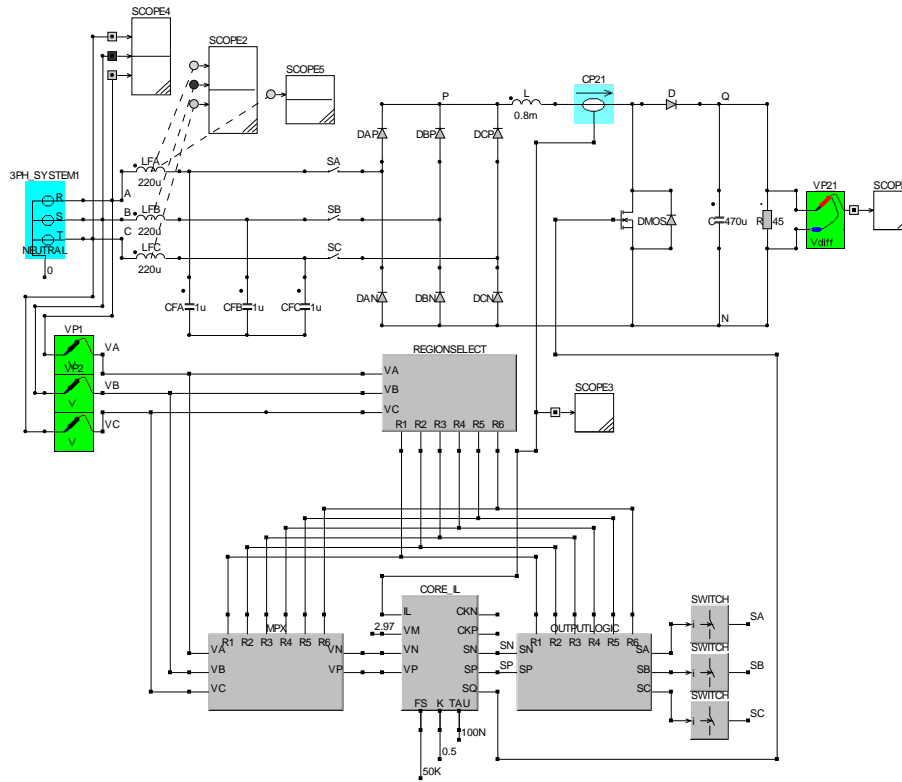 SCOPE4
SCOPE2
SCOPE5
CP21
P
L
D
Q
0.8m
DAP
DBP
DCP
3PH_SYSTEM1
LFA
SA
R
A
220u
S
B
LFB
SB
220u
T
C
LFC
SC
220u
NEUTRAL
0
DMOS
C
470u
R
45
VP21
Vdiff
SCOPE
CFA
1u
CFB
1u
CFC
1u
DAN
DBN
DCN
N
VP1
VA
VP2
VB
V
VC
V
REGIONSELECT
VA
VB
VC
R1
R2
R3
R4
R5
R6
SCOPE3
CORE_IL
IL
CKN
2.97
VM
CKP
VN
SN
VP
SP
SQ
FS
K
TAU
100N
0.5
50K
MPX
R1
R2
R3
R4
R5
R6
VA
VN
VB
VP
VC
SN
SP
OUTPUTLOGIC
R1
R2
R3
R4
R5
R6
SN
SA
SP
SB
SC
SWITCH
i
SA
SWITCH
i
SB
SWITCH
i
SC